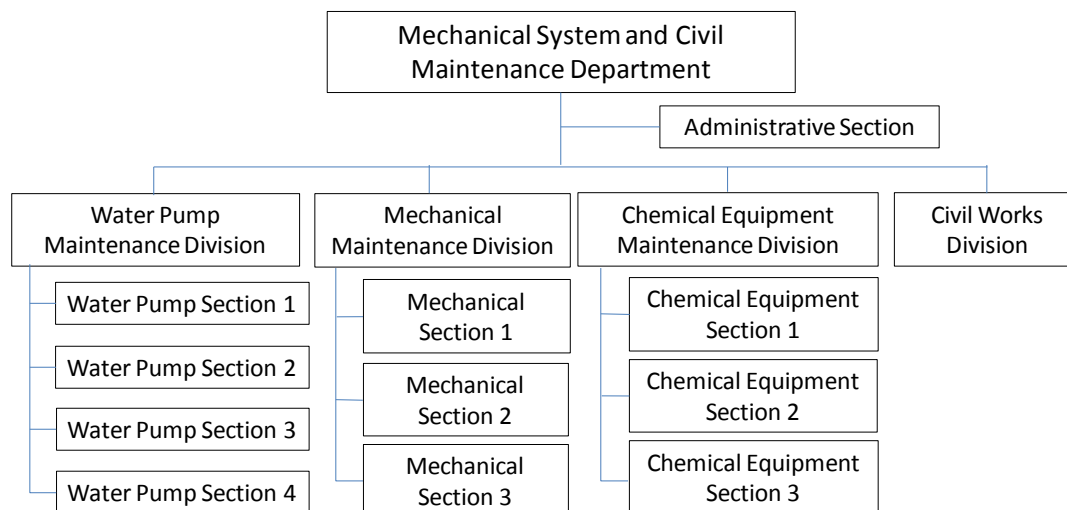 Mechanical System and Civil
Maintenance Department
Administrative Section
Water Pump
Maintenance Division
Mechanical
Maintenance Division
Chemical Equipment
Maintenance Division
Civil Works
Division
Water Pump Section 1
Water Pump Section 2
Water Pump Section 3
Water Pump Section 4
Mechanical
Section 1
Mechanical
Section 2
Mechanical
Section 3
Chemical Equipment
Section 1
Chemical Equipment
Section 2
Chemical Equipment
Section 3